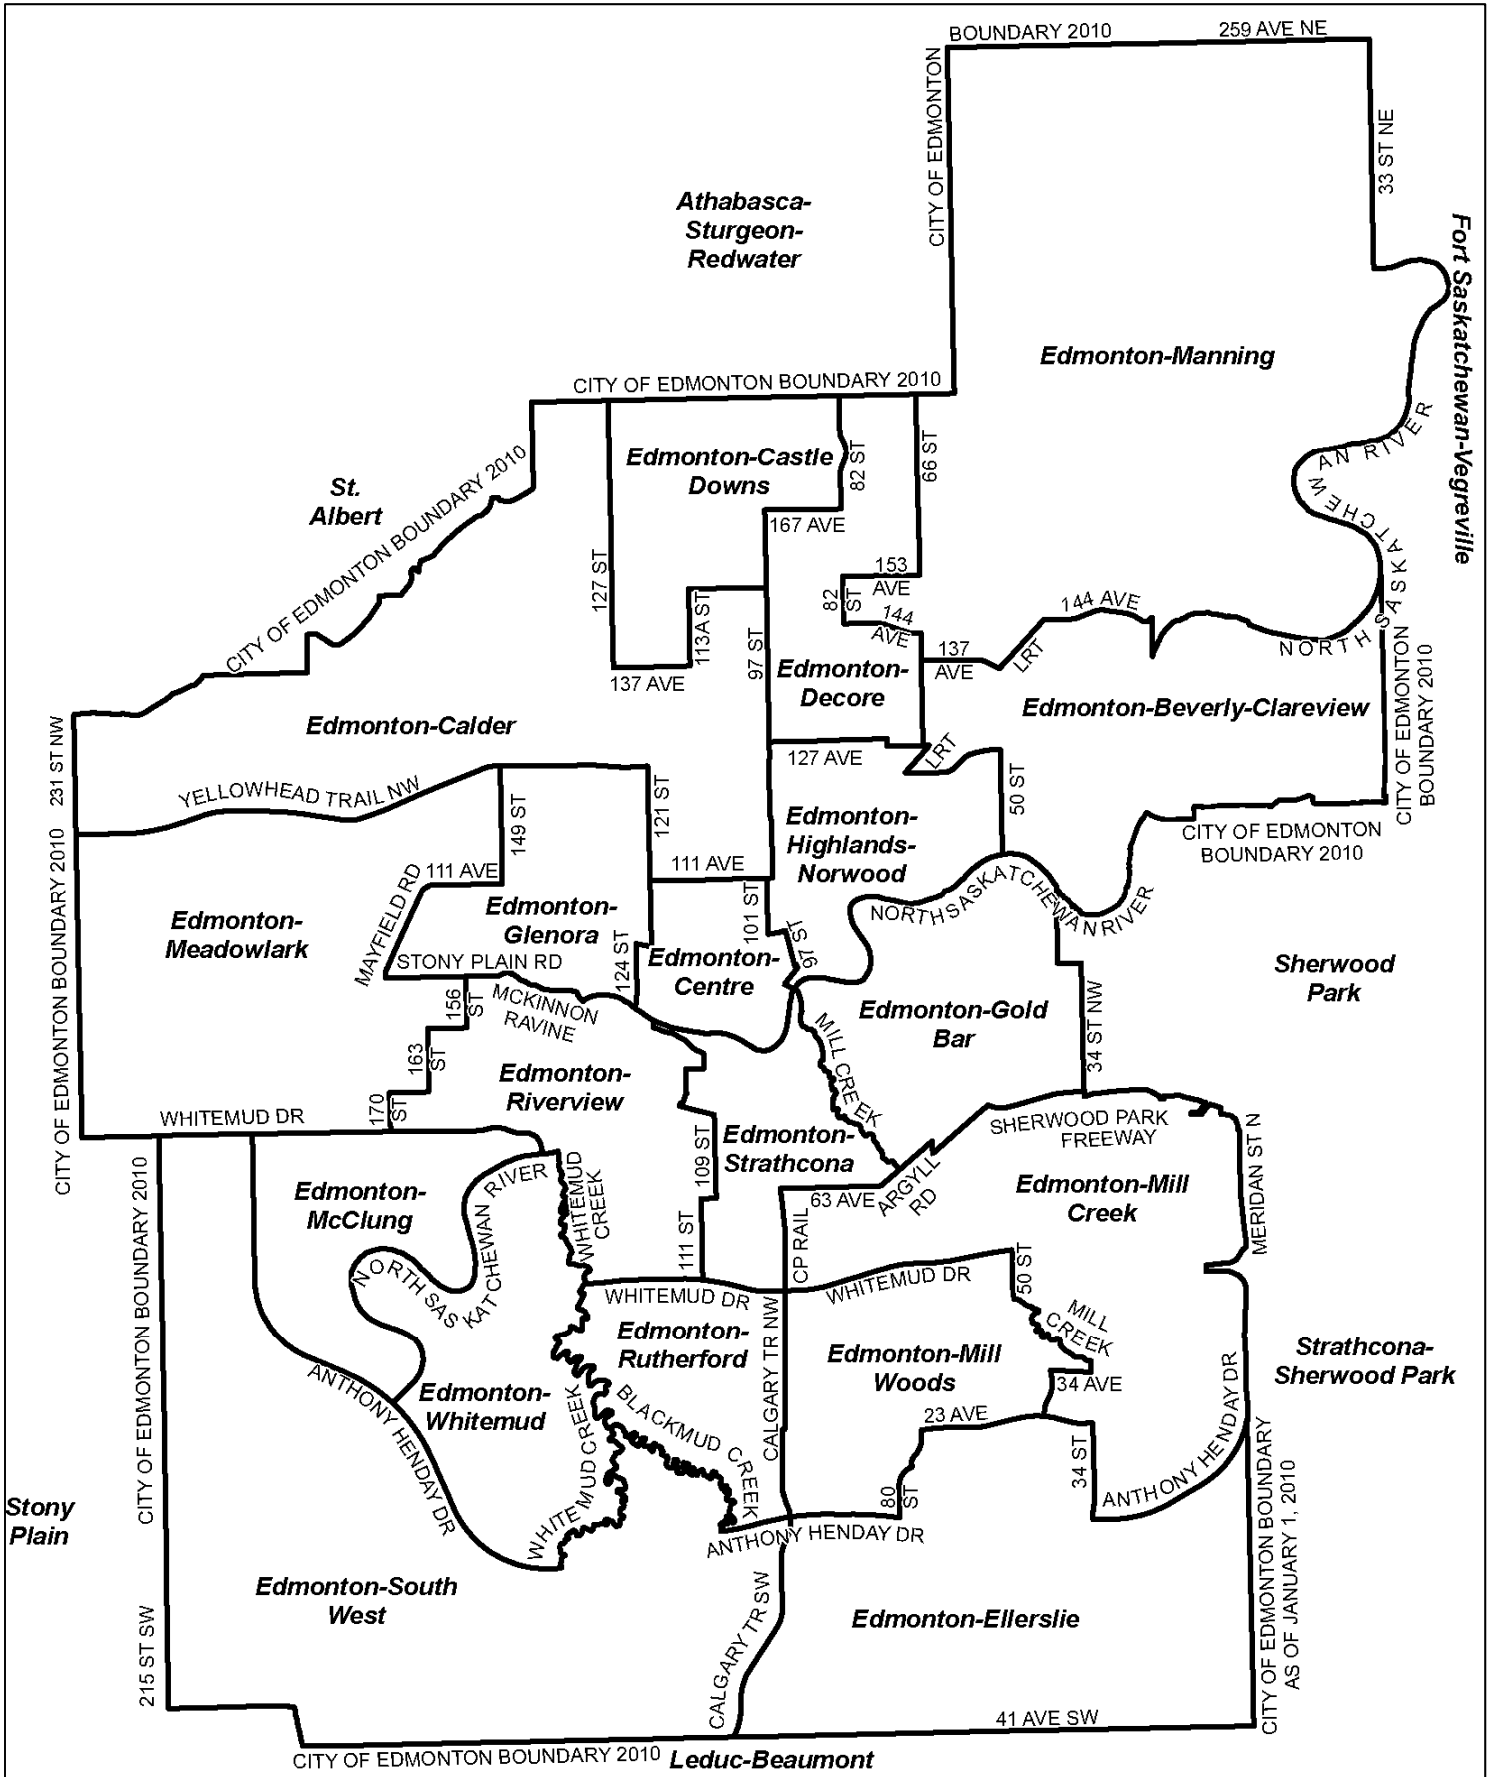 BOUNDARY 2010
259 AVE NE
CITY OF EDMONTON
33 ST NE
Athabasca-
Sturgeon-
Redwater
Fort Saskatchewan-Vegreville
Edmonton-Manning
CITY OF EDMONTON BOUNDARY 2010
NORTH SASKATCHEWAN RIVER
St.
Albert
CITY OF EDMONTON BOUNDARY 2010
Edmonton-Castle
Downs
82 ST
66 ST
167 AVE
127 ST
153
AVE
82
ST
144
AVE
144 AVE
113A ST
97 ST
137 AVE
137
AVE
LRT
Edmonton-
Decore
CITY OF EDMONTON
BOUNDARY 2010
Edmonton-Beverly-Clareview
Edmonton-Calder
231 ST NW
127 AVE
LRT
50 ST
YELLOWHEAD TRAIL NW
149 ST
121 ST
Edmonton-
Highlands-
Norwood
CITY OF EDMONTON
BOUNDARY 2010
CITY OF EDMONTON BOUNDARY 2010
111 AVE
111 AVE
MAYFIELD RD
Edmonton-
Meadowlark
Edmonton-
Glenora
101 ST
97 ST
NORTH SASKATCHEWAN RIVER
STONY PLAIN RD
124 ST
Edmonton-
Centre
Sherwood
Park
156
ST
MCKINNON
RAVINE
Edmonton-Gold
Bar
34 ST NW
163
ST
MILL CREEK
Edmonton-
Riverview
170
ST
WHITEMUD DR
SHERWOOD PARK
FREEWAY
Edmonton-
Strathcona
109 ST
MERIDAN ST N
CITY OF EDMONTON BOUNDARY 2010
Edmonton-
McClung
NORTH SASKATCHEWAN RIVER
WHITEMUD
CREEK
63 AVE
ARGYLL
RD
Edmonton-Mill
Creek
111 ST
CP RAIL
WHITEMUD DR
WHITEMUD DR
50 ST
MILL
CREEK
Edmonton-
Rutherford
CALGARY TR NW
Edmonton-Mill
Woods
Strathcona-
Sherwood Park
ANTHONY HENDAY DR
Edmonton-
Whitemud
WHITEMUD CREEK
BLACKMUD CREEK
34 AVE
23 AVE
34 ST
80
ST
ANTHONY HENDAY DR
Stony
Plain
ANTHONY HENDAY DR
Edmonton-South
West
CALGARY TR SW
Edmonton-Ellerslie
CITY OF EDMONTON BOUNDARY
AS OF JANUARY 1, 2010
215 ST SW
41 AVE SW
CITY OF EDMONTON BOUNDARY 2010
Leduc-Beaumont